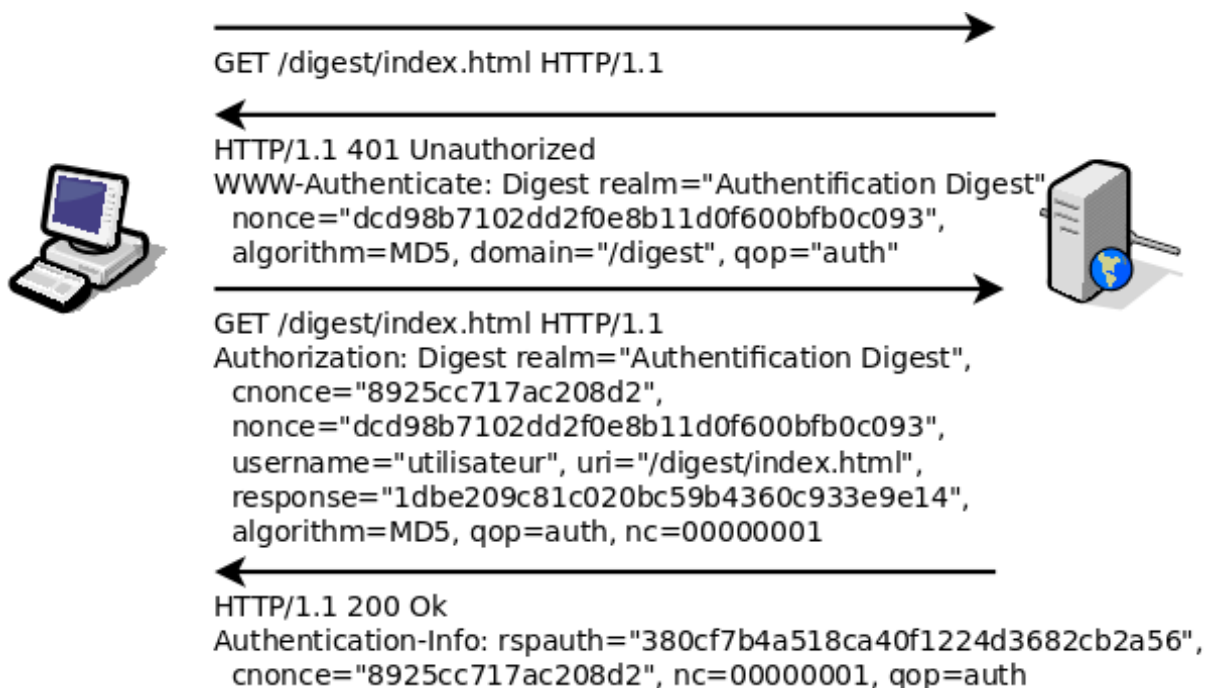 GET /digest/index.html HTTP/1.1
HTTP/1.1 401 Unauthorized
WWW-Authenticate: Digest realm="Authentification Digest"
nonce="dcd98b7102dd2f0e8b11d0f600bfb0c093",
algorithm=MD5, domain="/digest", qop="auth"
GET /digest/index.html HTTP/1.1
Authorization: Digest realm="Authentification Digest",
cnonce="8925cc717ac208d2",
nonce="dcd98b7102dd2f0e8b11d0f600bfb0c093",
username="utilisateur", uri="/digest/index.html",
response="1dbe209c81c020bc59b4360c933e9e14",
algorithm=MD5, qop=auth, nc=00000001
HTTP/1.1 200 Ok
Authentication-Info: rspauth="380cf7b4a518ca40f1224d3682cb2a56",
cnonce="8925cc717ac208d2", nc=00000001, qop=auth